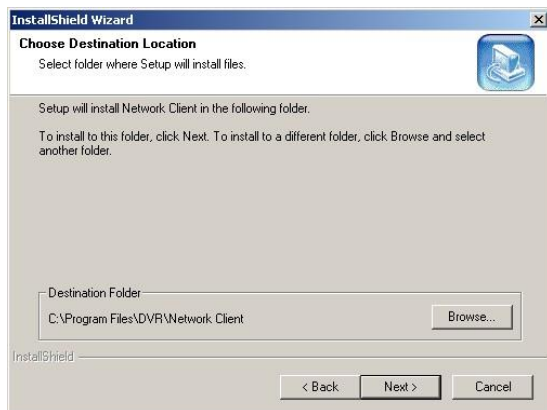 InstallShield Wizard
Choose Destination Location
Select folder where Setup will install files.
Setup will install Network Client in the following folder.
To install to this folder, click Next. To install to a different folder, click Browse and select
another folder.
Destination Folder
C:\Program Files\DVR\Network Client
Browse...
InstallShield
< Back
Next >
Cancel